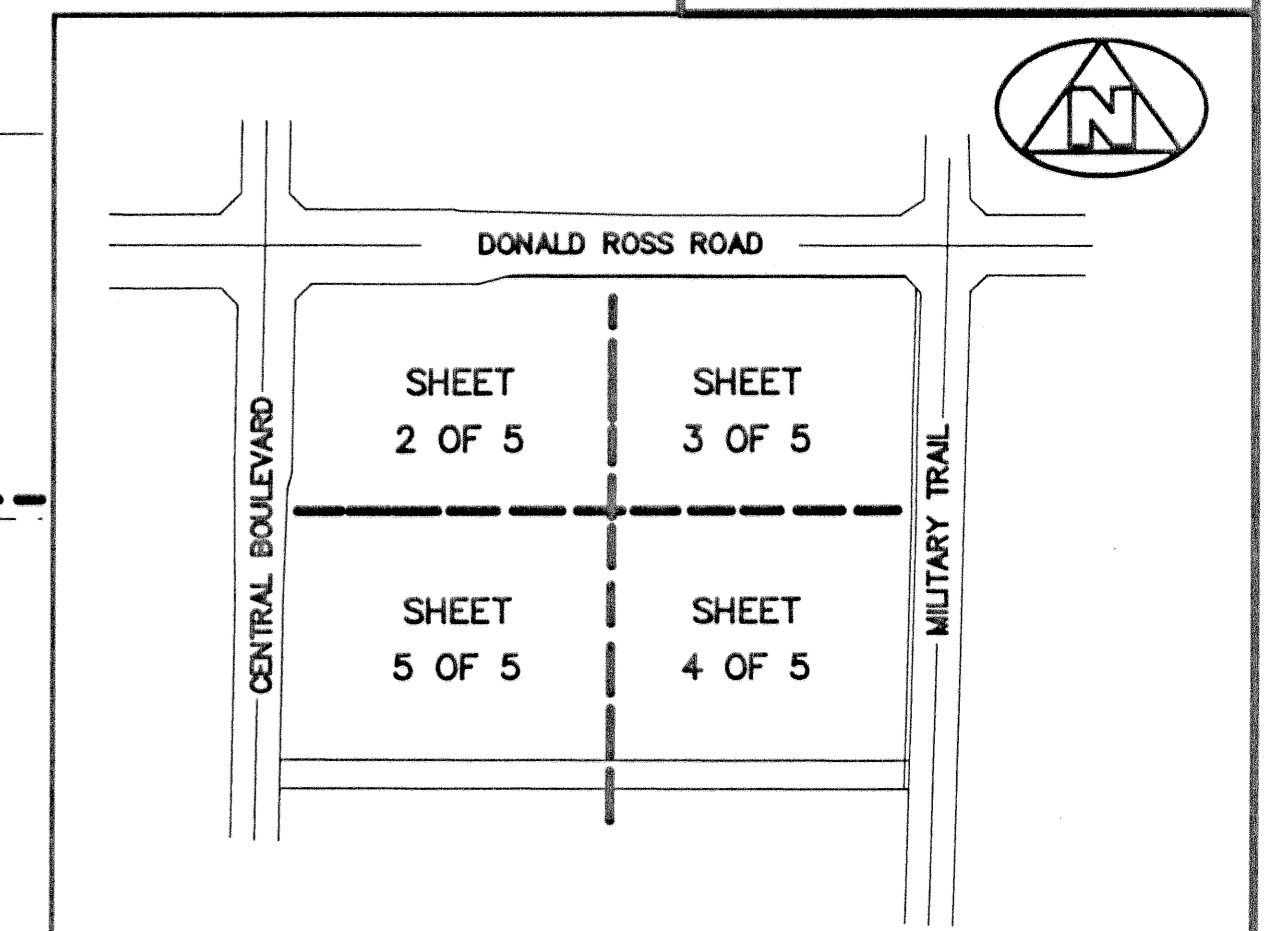 N
DONALD ROSS ROAD
SHEET
2 OF 5
SHEET
3 OF 5
CENTRAL BOULEVARD
MILITARY TRAIL
SHEET
5 OF 5
SHEET
4 OF 5